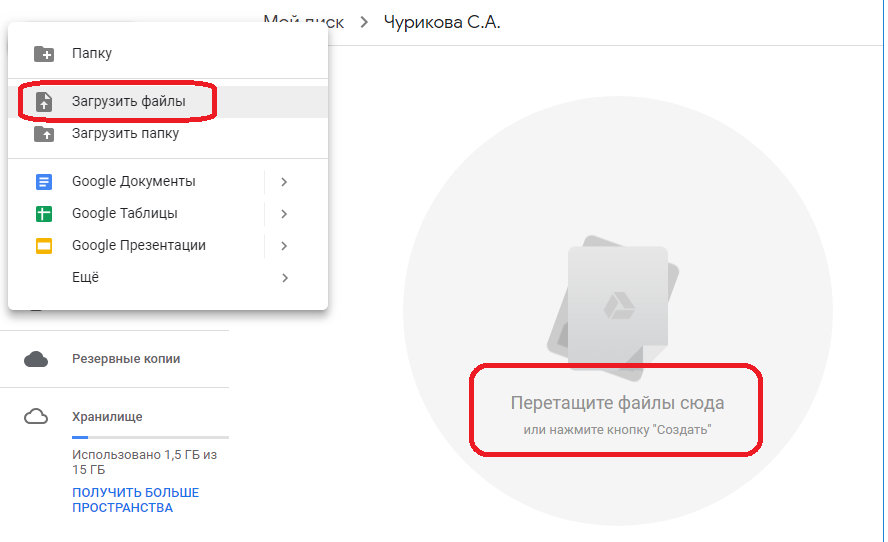 Мой диск > Чурикова С.А.
Папку
Загрузить файлы
Загрузить папку
Google Документы
Google Таблицы
Google Презентации
Ещё
Резервные копии
Хранилище
Использовано 1,5 ГБ из
15 ГБ
ПОЛУЧИТЬ БОЛЬШЕ
ПРОСТРАНСТВА
Перетащите файлы сюда
или нажмите кнопку "Создать"